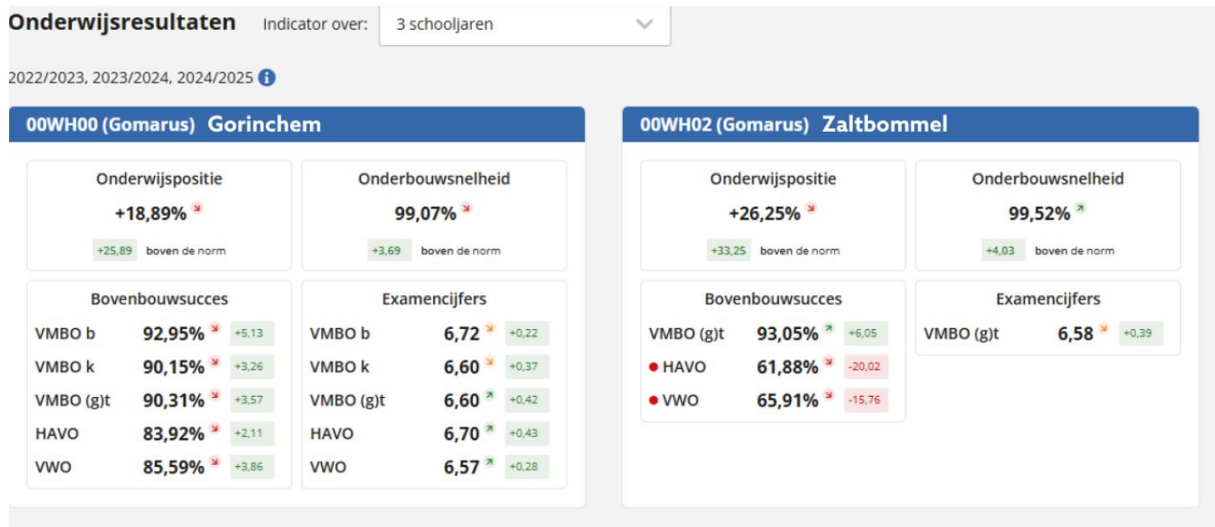 Onderwijsresultaten Indicator over: 3 schooljaren
2022/2023, 2023/2024, 2024/2025
00WH00 (Gomarus) Gorinchem
Onderwijspositie
+18,89%
+25,89 boven de norm
Onderbouwsnelheid
99,07%
+3,69 boven de norm
Bovenbouwsucces
VMBO b 92,95% +5,13
VMBO k 90,15% +3,26
VMBO (g)t 90,31% +3,57
HAVO 83,92% +2,11
VWO 85,59% +3,86
Examencijfers
VMBO b 6,72 +0,22
VMBO k 6,60 +0,37
VMBO (g)t 6,60 +0,42
HAVO 6,70 +0,43
VWO 6,57 +0,28
00WH02 (Gomarus) Zaltbommel
Onderwijspositie
+26,25%
+33,25 boven de norm
Onderbouwsnelheid
99,52%
+4,03 boven de norm
Bovenbouwsucces
VMBO (g)t 93,05% +6,05
HAVO 61,88% -20,02
VWO 65,91% -15,76
Examencijfers
VMBO (g)t 6,58 +0,39